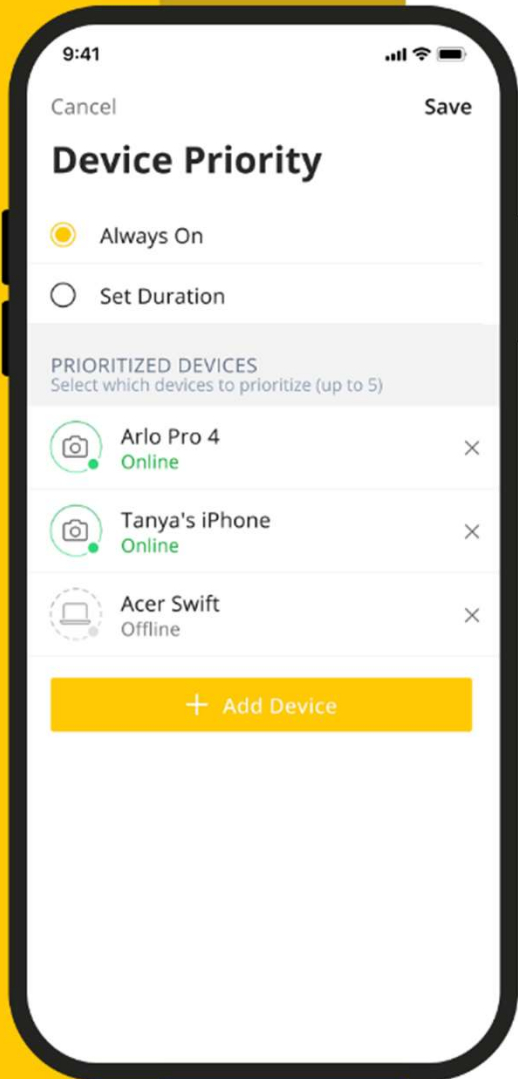 9:41
Cancel Save
Device Priority
Always On
Set Duration
PRIORITIZED DEVICES
Select which devices to prioritize (up to 5)
Arlo Pro 4
Online
Tanya's iPhone
Online
Acer Swift
Offline
+ Add Device